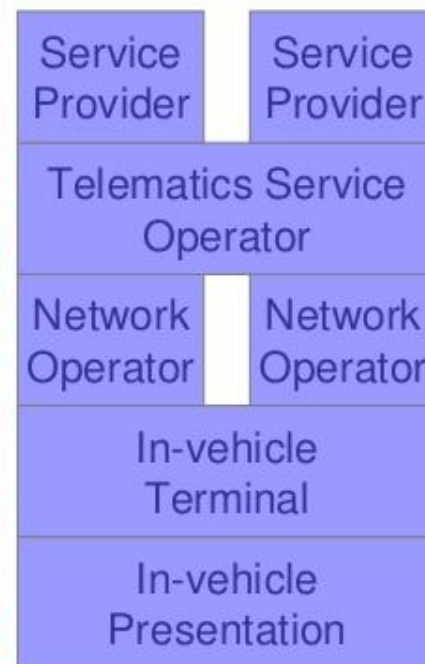 Service
Provider
Service
Provider
Telematics Service
Operator
Network
Operator
Network
Operator
In-vehicle
Terminal
In-vehicle
Presentation